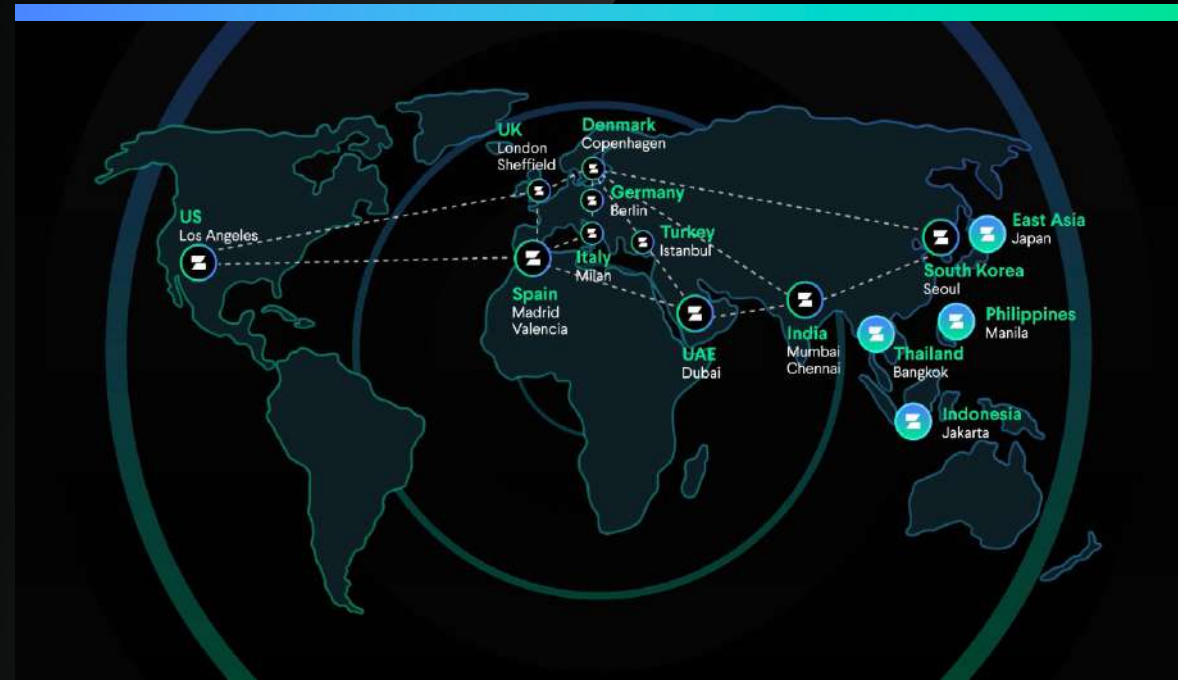 UK
London
Sheffield
Denmark
Copenhagen
Germany
Berlin
US
Los Angeles
Turkey
Istanbul
Italy
Milan
Spain
Madrid
Valencia
UAE
Dubai
India
Mumbai
Chennai
East Asia
Japan
South Korea
Seoul
Philippines
Manila
Thailand
Bangkok
Indonesia
Jakarta